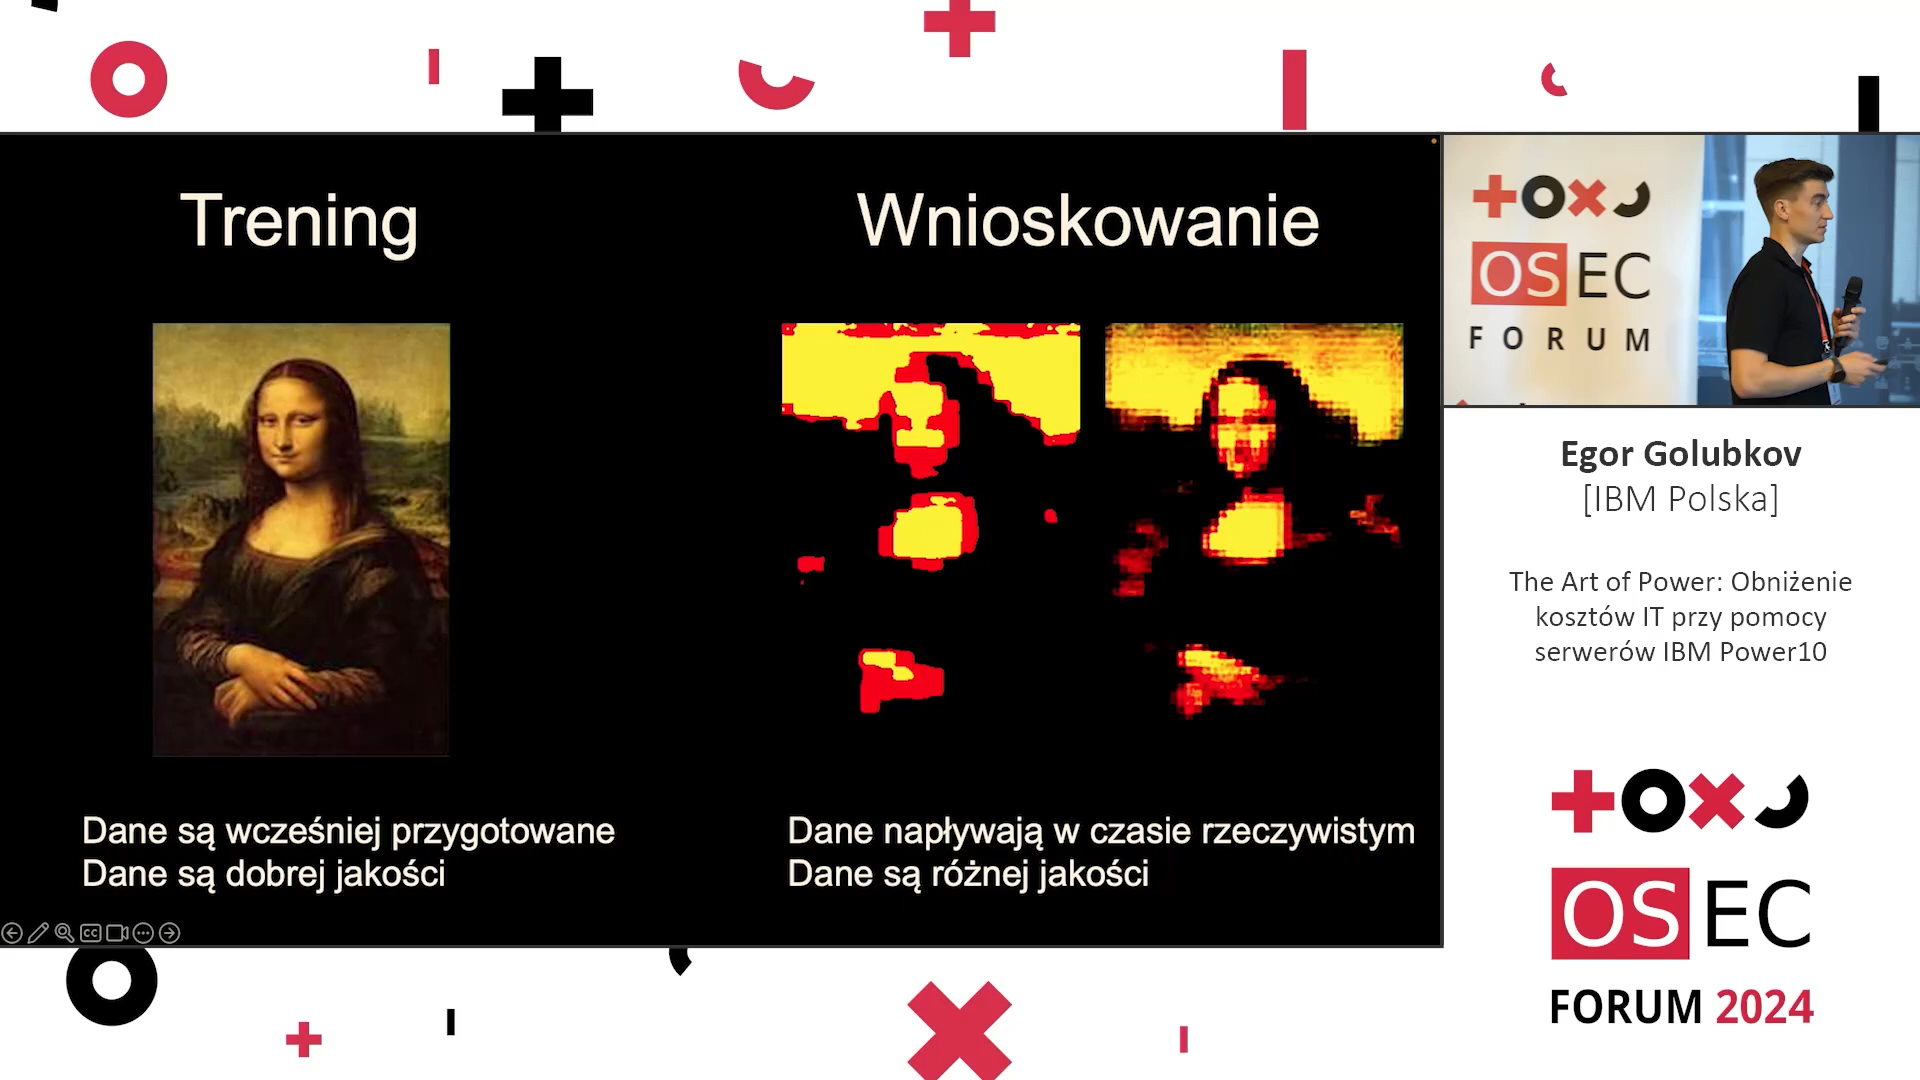 Trening
Wnioskowanie
Dane są wcześniej przygotowane
Dane są dobrej jakości
Dane napływają w czasie rzeczywistym
Dane są różnej jakości
CC
OSEC
FORUM
Egor Golubkov
[IBM Polska]
The Art of Power: Obniżenie
kosztów IT przy pomocy
serwerów IBM Power10
OSEC
FORUM 2024